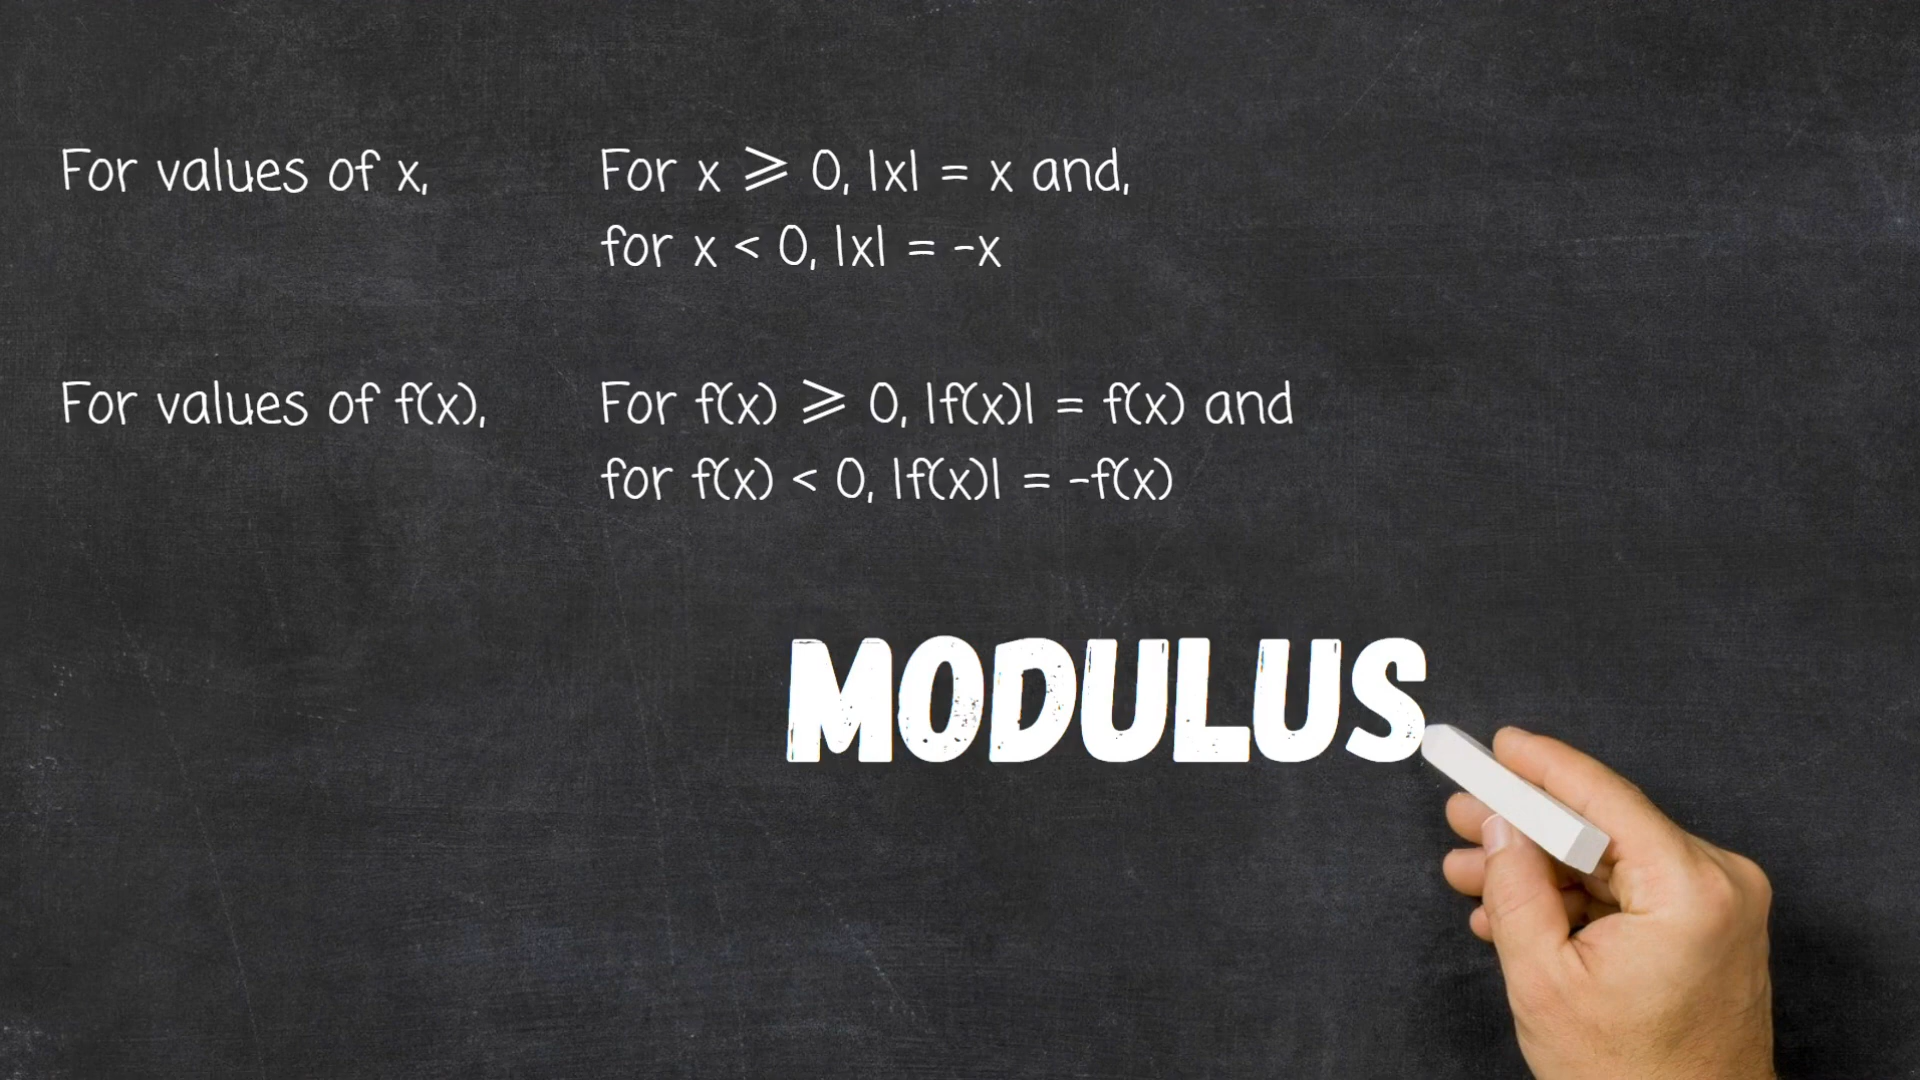 For values of x,
For x ⩾ 0, |x| = x and,
for x < 0, |x| = -x
For values of f(x),
For f(x) ⩾ 0, |f(x)| = f(x) and
for f(x) < 0, |f(x)| = -f(x)
MODULUS